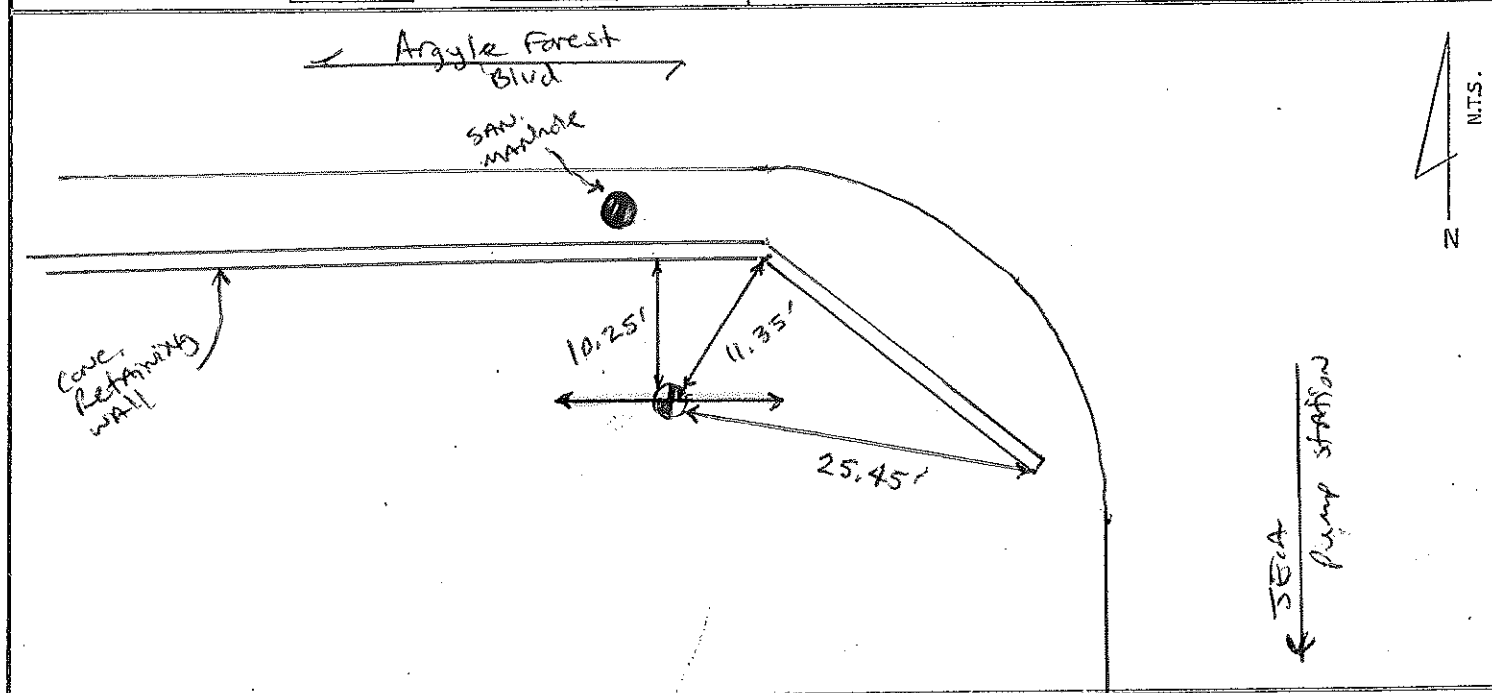 Argyle Forest
Blvd
SAN.
MANhole
N.T.S.
N
10.25'
11.35'
Conc.
Retaining
wall
25.45'
JEA
Pump station